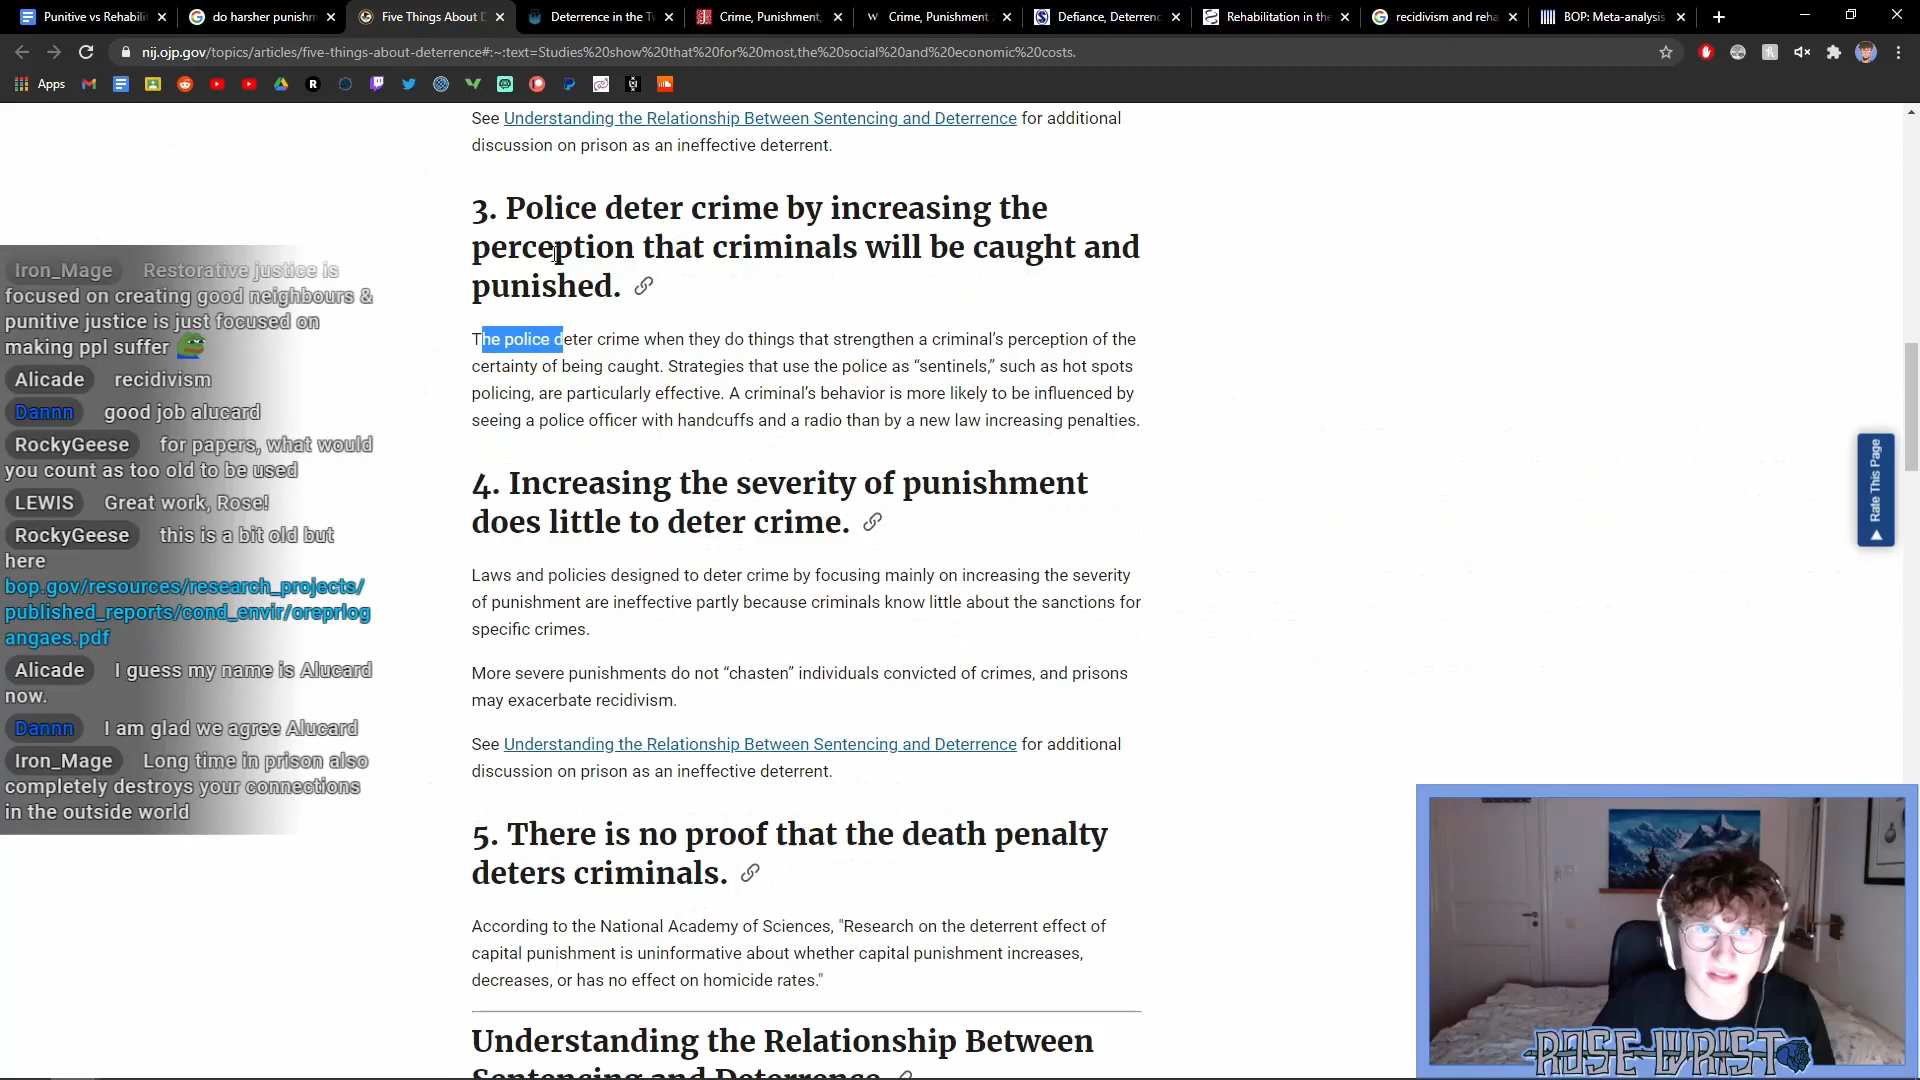 Punitive vs Rehabili
do harsher punishm
Five Things About D
Deterrence in the Tw
Crime, Punishment,
Crime, Punishment
Defiance, Deterrenc
Rehabilitation in the
recidivism and reha
BOP: Meta-analysis
nij.ojp.gov/topics/articles/five-things-about-deterrence#:~:text=Studies%20show%20that%20for%20most,the%20social%20and%20economic%20costs.
Apps
See Understanding the Relationship Between Sentencing and Deterrence for additional
discussion on prison as an ineffective deterrent.
3. Police deter crime by increasing the
perception that criminals will be caught and
punished.
The police deter crime when they do things that strengthen a criminal’s perception of the
certainty of being caught. Strategies that use the police as “sentinels,” such as hot spots
policing, are particularly effective. A criminal’s behavior is more likely to be influenced by
seeing a police officer with handcuffs and a radio than by a new law increasing penalties.
4. Increasing the severity of punishment
does little to deter crime.
Laws and policies designed to deter crime by focusing mainly on increasing the severity
of punishment are ineffective partly because criminals know little about the sanctions for
specific crimes.
More severe punishments do not “chasten” individuals convicted of crimes, and prisons
may exacerbate recidivism.
See Understanding the Relationship Between Sentencing and Deterrence for additional
discussion on prison as an ineffective deterrent.
5. There is no proof that the death penalty
deters criminals.
According to the National Academy of Sciences, "Research on the deterrent effect of
capital punishment is uninformative about whether capital punishment increases,
decreases, or has no effect on homicide rates."
Understanding the Relationship Between
Sentencing and Deterrence
Iron_Mage Restorative justice is
focused on creating good neighbours &
punitive justice is just focused on
making ppl suffer
Alicade recidivism
Dannn good job alucard
RockyGeese for papers, what would
you count as too old to be used
LEWIS Great work, Rose!
RockyGeese this is a bit old but
here
bop.gov/resources/research_projects/
published_reports/cond_envir/oreprlog
angaes.pdf
Alicade I guess my name is Alucard
now.
Dannn I am glad we agree Alucard
Iron_Mage Long time in prison also
completely destroys your connections
in the outside world
Rate This Page
ROSE WRIST